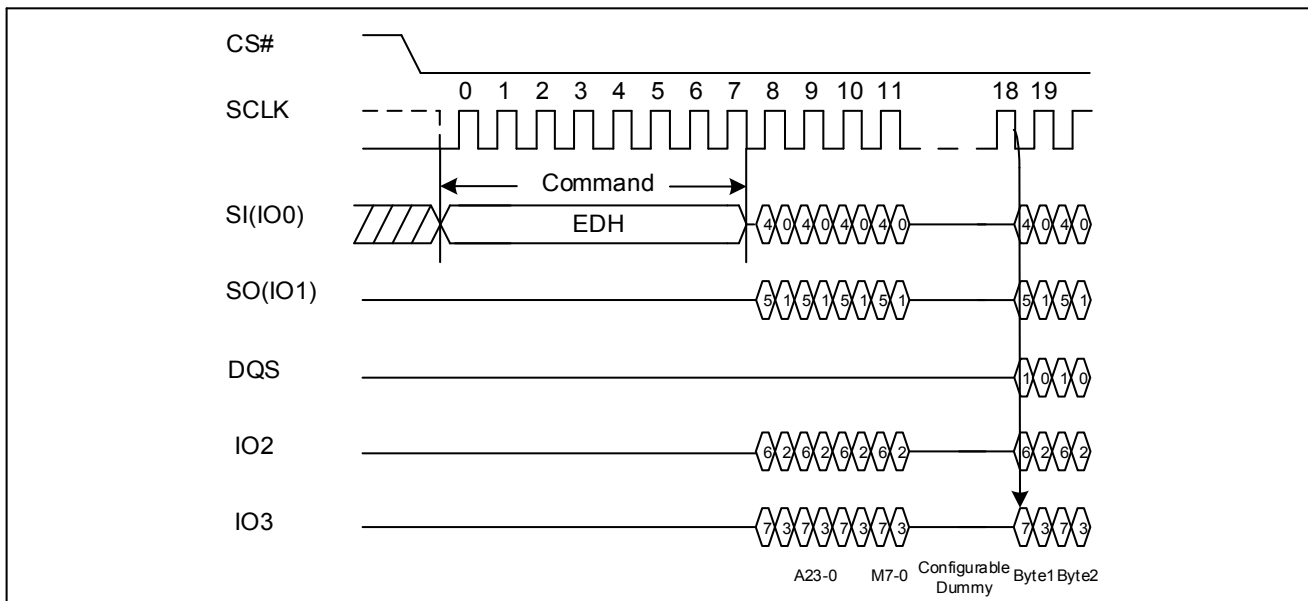 CS#
0 1 2 3 4 5 6 7 8 9 10 11 18 19
SCLK
Command
SI(IO0) EDH 4 0 4 0 4 0 4 0 4 0 4 0
SO(IO1) 5 1 5 1 5 1 5 1 5 1 5 1
DQS 1 0 1 0
IO2 6 2 6 2 6 2 6 2 6 2 6 2
IO3 7 3 7 3 7 3 7 3 7 3 7 3
A23-0 M7-0 Configurable Byte1 Byte2
Dummy